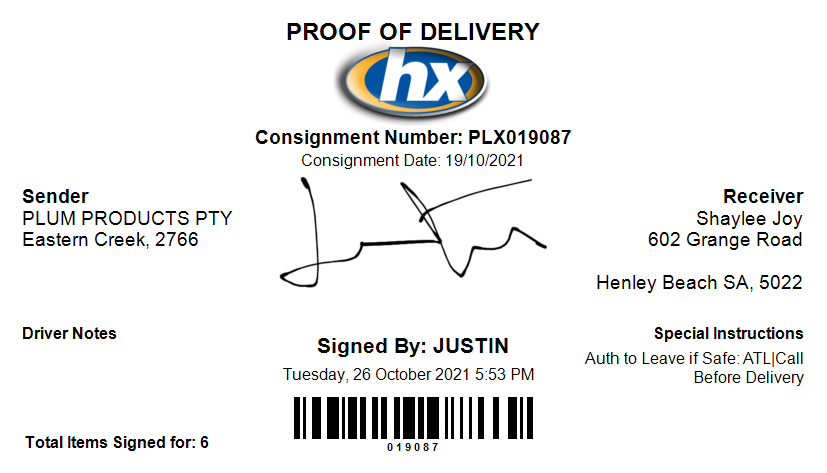 PROOF OF DELIVERY
hx
Consignment Number: PLX019087
Consignment Date: 19/10/2021
Sender
PLUM PRODUCTS PTY
Eastern Creek, 2766
Receiver
Shaylee Joy
602 Grange Road
Henley Beach SA, 5022
Driver Notes
Signed By: JUSTIN
Tuesday, 26 October 2021 5:53 PM
Special Instructions
Auth to Leave if Safe: ATL|Call
Before Delivery
019087
Total Items Signed for: 6